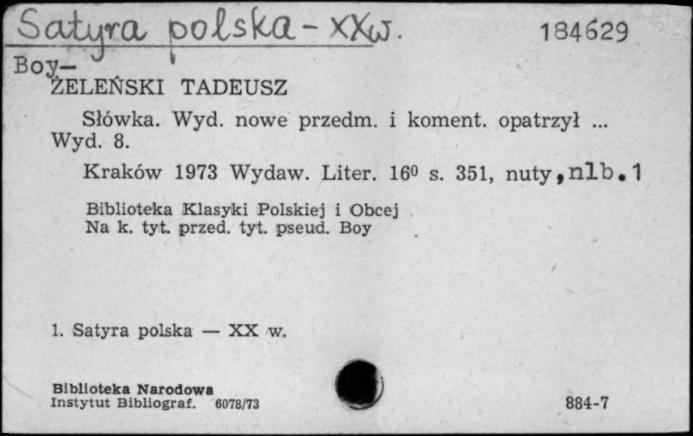 Satyra polska - XXw. 184629
Boy-
ŻELEŃSKI TADEUSZ
Słówka. Wyd. nowe przedm. i koment. opatrzył ...
Wyd. 8.
Kraków 1973 Wydaw. Liter. 16⁰ s. 351, nuty,nlb.1
Biblioteka Klasyki Polskiej i Obcej
Na k. tyt. przed. tyt. pseud. Boy
1. Satyra polska — XX w.
Biblioteka Narodowa
Instytut Bibliograf. 6078/73 884-7